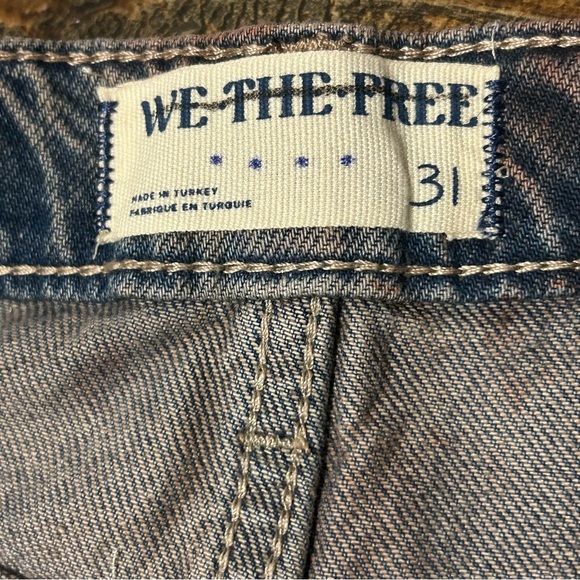 WE·THE·FREE
31
MADE IN TURKEY
FABRIQUE EN TURQUIE